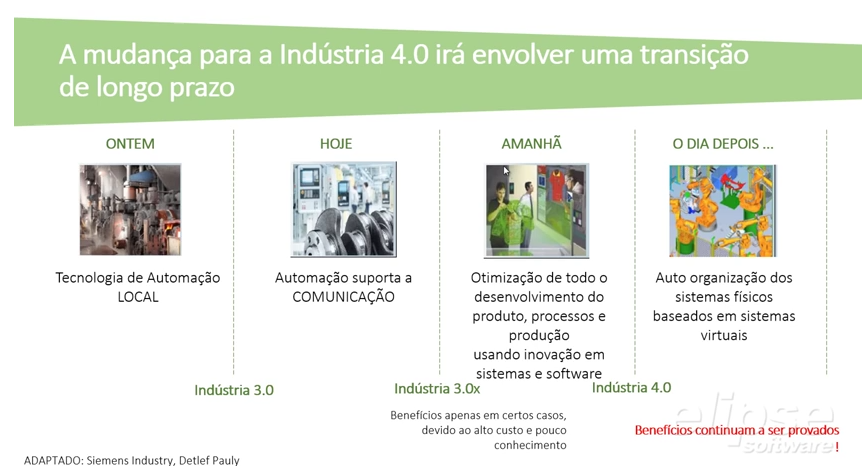 A mudança para a Indústria 4.0 irá envolver uma transição
de longo prazo
ONTEM
HOJE
AMANHÃ
O DIA DEPOIS ...
Tecnologia de Automação
LOCAL
Automação suporta a
COMUNICAÇÃO
Otimização de todo o
desenvolvimento do
produto, processos e
produção
usando inovação em
sistemas e software
Auto organização dos
sistemas físicos
baseados em sistemas
virtuais
Indústria 3.0
Indústria 3.0x
Indústria 4.0
Benefícios apenas em certos casos,
devido ao alto custo e pouco
conhecimento
Benefícios continuam a ser provados
!
elipse
software
ADAPTADO: Siemens Industry, Detlef Pauly